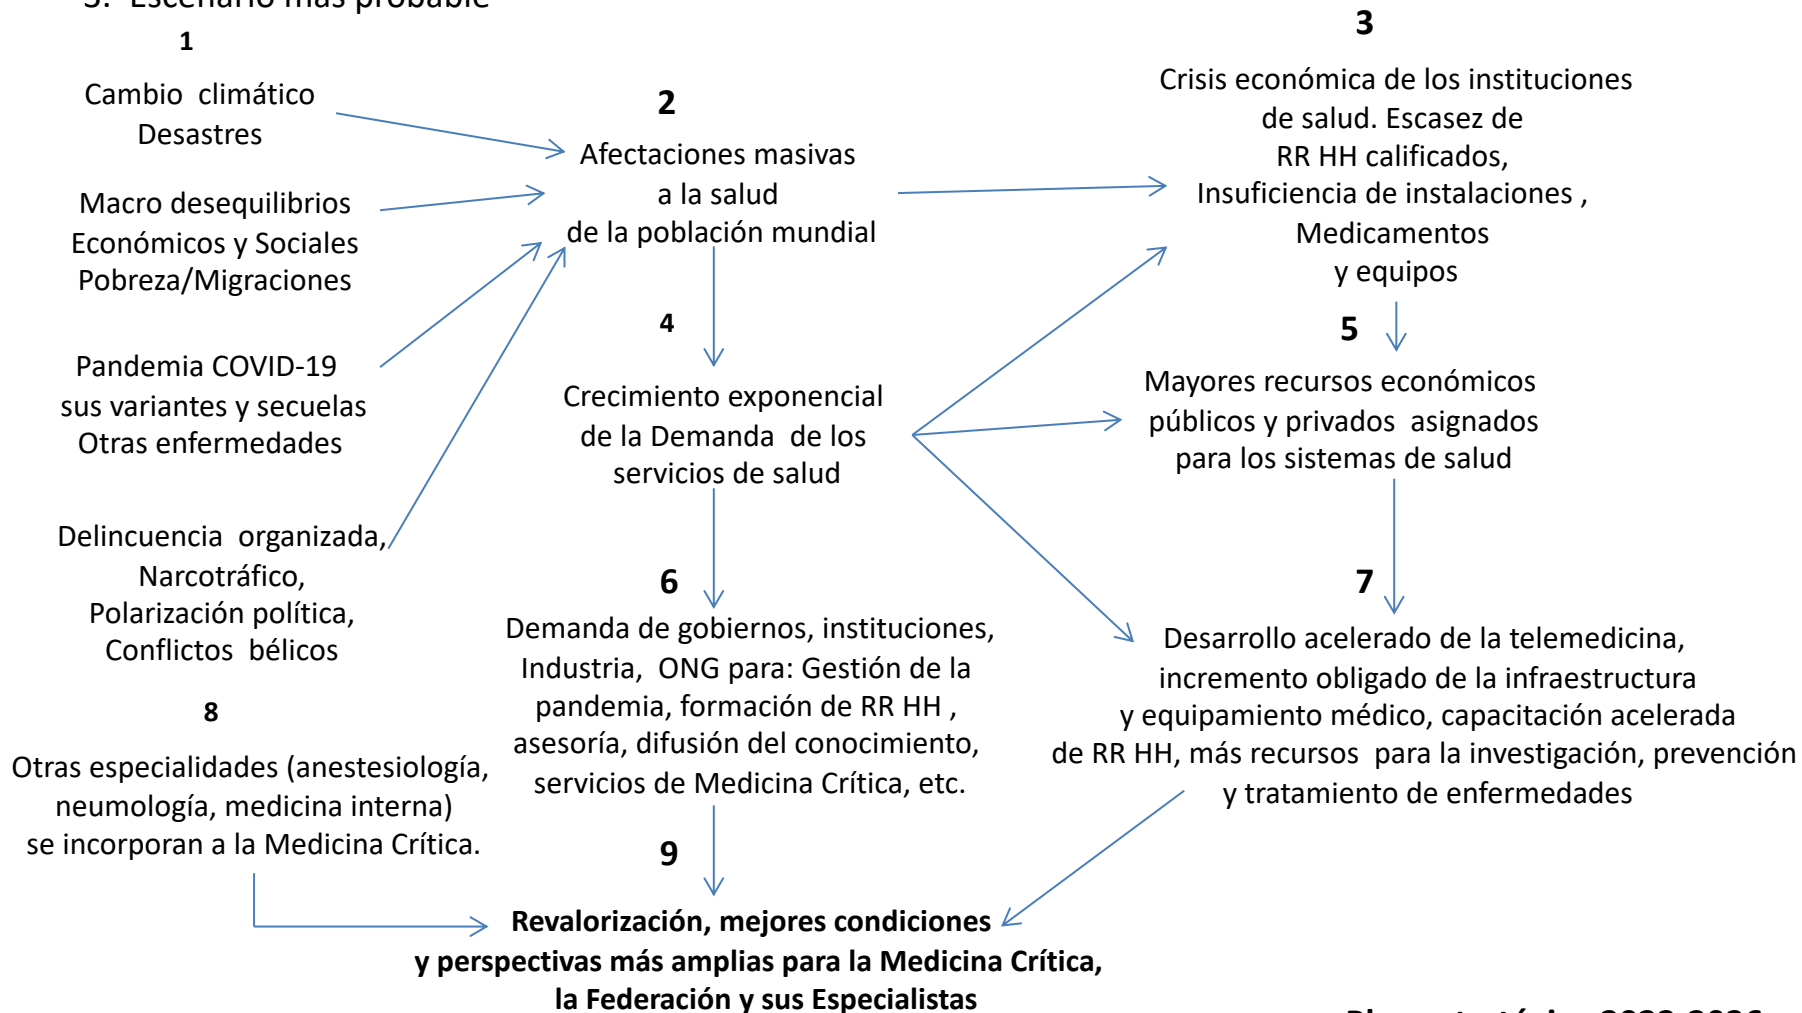 3. Escenario más probable
1
Cambio climático
Desastres
Macro desequilibrios
Económicos y Sociales
Pobreza/Migraciones
Pandemia COVID-19
sus variantes y secuelas
Otras enfermedades
Delincuencia organizada,
Narcotráfico,
Polarización política,
Conflictos bélicos
2
Afectaciones masivas
a la salud
de la población mundial
3
Crisis económica de los instituciones
de salud. Escasez de
RR HH calificados,
Insuficiencia de instalaciones ,
Medicamentos
y equipos
4
Crecimiento exponencial
de la Demanda de los
servicios de salud
5
Mayores recursos económicos
públicos y privados asignados
para los sistemas de salud
6
Demanda de gobiernos, instituciones,
Industria, ONG para: Gestión de la
pandemia, formación de RR HH ,
asesoría, difusión del conocimiento,
servicios de Medicina Crítica, etc.
7
Desarrollo acelerado de la telemedicina,
incremento obligado de la infraestructura
y equipamiento médico, capacitación acelerada
de RR HH, más recursos para la investigación, prevención
y tratamiento de enfermedades
8
Otras especialidades (anestesiología,
neumología, medicina interna)
se incorporan a la Medicina Crítica.
9
Revalorización, mejores condiciones
y perspectivas más amplias para la Medicina Crítica,
la Federación y sus Especialistas